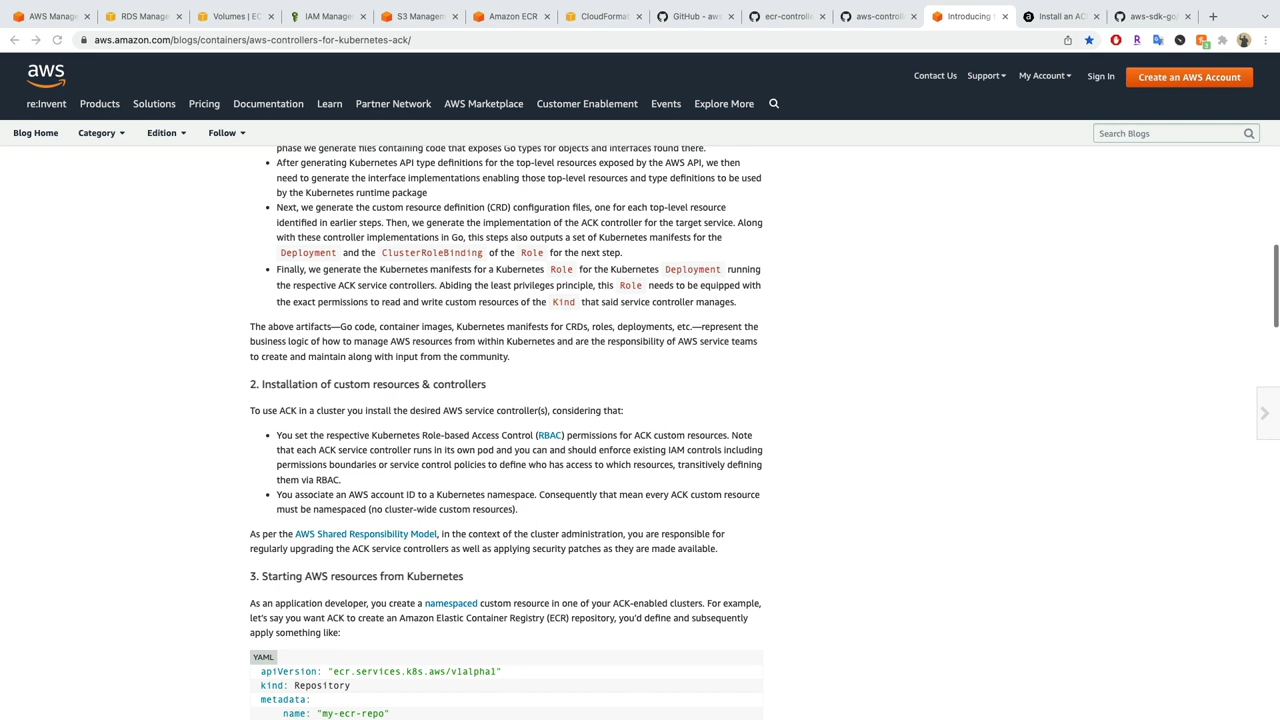 AWS Manage
RDS Manage
Volumes | EC
IAM Manage
S3 Managem
Amazon ECR
CloudFormat
GitHub - aws
ecr-controlle
aws-controll
Introducing
Install an AC
aws-sdk-go/
aws.amazon.com/blogs/containers/aws-controllers-for-kubernetes-ack/
aws
Contact Us Support My Account Sign In Create an AWS Account
re:Invent Products Solutions Pricing Documentation Learn Partner Network AWS Marketplace Customer Enablement Events Explore More
Blog Home Category Edition Follow Search Blogs
phase we generate files containing code that exposes Go types for objects and interfaces found there.
• After generating Kubernetes API type definitions for the top-level resources exposed by the AWS API, we then
need to generate the interface implementations enabling those top-level resources and type definitions to be used
by the Kubernetes runtime package
• Next, we generate the custom resource definition (CRD) configuration files, one for each top-level resource
identified in earlier steps. Then, we generate the implementation of the ACK controller for the target service. Along
with these controller implementations in Go, this steps also outputs a set of Kubernetes manifests for the
Deployment and the ClusterRoleBinding of the Role for the next step.
• Finally, we generate the Kubernetes manifests for a Kubernetes Role for the Kubernetes Deployment running
the respective ACK service controllers. Abiding the least privileges principle, this Role needs to be equipped with
the exact permissions to read and write custom resources of the Kind that said service controller manages.
The above artifacts—Go code, container images, Kubernetes manifests for CRDs, roles, deployments, etc.—represent the
business logic of how to manage AWS resources from within Kubernetes and are the responsibility of AWS service teams
to create and maintain along with input from the community.
2. Installation of custom resources & controllers
To use ACK in a cluster you install the desired AWS service controller(s), considering that:
• You set the respective Kubernetes Role-based Access Control (RBAC) permissions for ACK custom resources. Note
that each ACK service controller runs in its own pod and you can and should enforce existing IAM controls including
permissions boundaries or service control policies to define who has access to which resources, transitively defining
them via RBAC.
• You associate an AWS account ID to a Kubernetes namespace. Consequently that mean every ACK custom resource
must be namespaced (no cluster-wide custom resources).
As per the AWS Shared Responsibility Model, in the context of the cluster administration, you are responsible for
regularly upgrading the ACK service controllers as well as applying security patches as they are made available.
3. Starting AWS resources from Kubernetes
As an application developer, you create a namespaced custom resource in one of your ACK-enabled clusters. For example,
let's say you want ACK to create an Amazon Elastic Container Registry (ECR) repository, you'd define and subsequently
apply something like:
YAML
apiVersion: "ecr.services.k8s.aws/v1alpha1"
kind: Repository
metadata:
name: "my-ecr-repo"